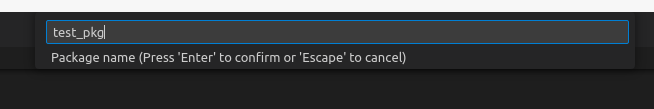 test_pkg
Package name (Press 'Enter' to confirm or 'Escape' to cancel)